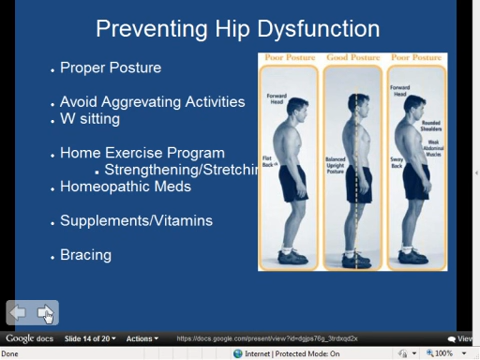 Preventing Hip Dysfunction
Proper Posture
Avoid Aggrevating Activities
W sitting
Home Exercise Program
Strengthening/Stretchin
Homeopathic Meds
Supplements/Vitamins
Bracing
Poor Posture
Good Posture
Poor Posture
Forward
Head
Flat
Back
Balanced
Upright
Posture
Forward
Head
Rounded
Shoulders
Weak
Abdominal
Muscles
Sway
Back
Google docs
Slide 14 of 20
Actions
https://docs.google.com/present/view?id=dgjps76g_3trdxqd2x
View
Done
Internet | Protected Mode: On
100%